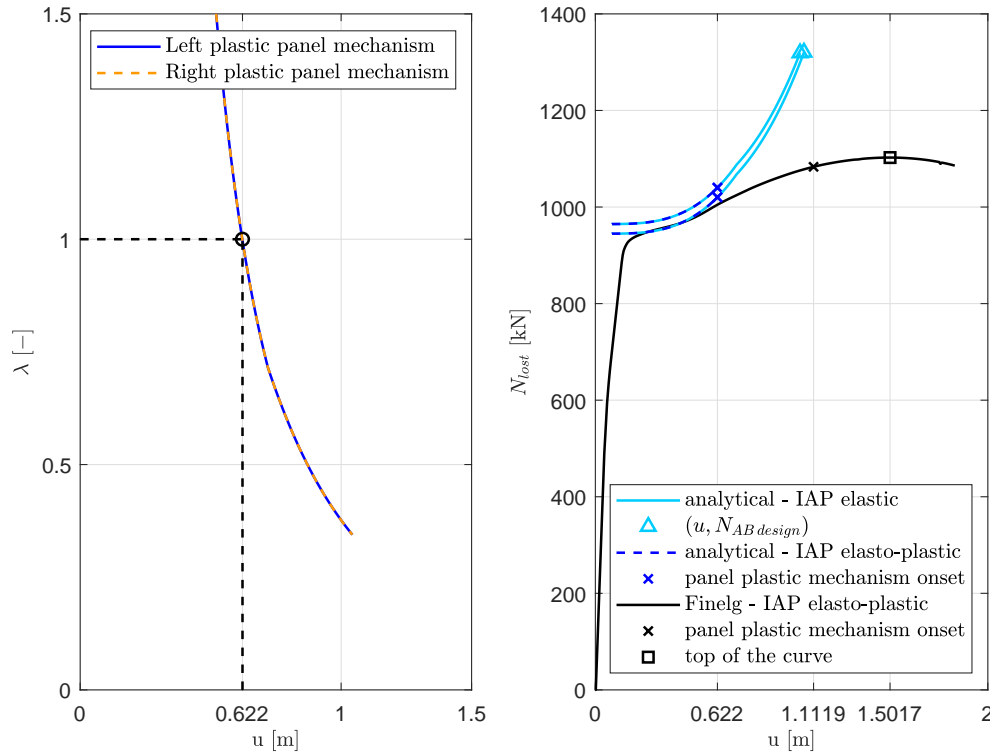 1.5
1
0.5
0
λ [−]
Left plastic panel mechanism
Right plastic panel mechanism
0
0.622
1
1.5
u [m]
1400
1200
1000
800
600
400
200
0
N_lost [kN]
analytical - IAP elastic
(u, N_AB design)
analytical - IAP elasto-plastic
panel plastic mechanism onset
Finelg - IAP elasto-plastic
panel plastic mechanism onset
top of the curve
0
0.622
1.1119
1.5017
2
u [m]